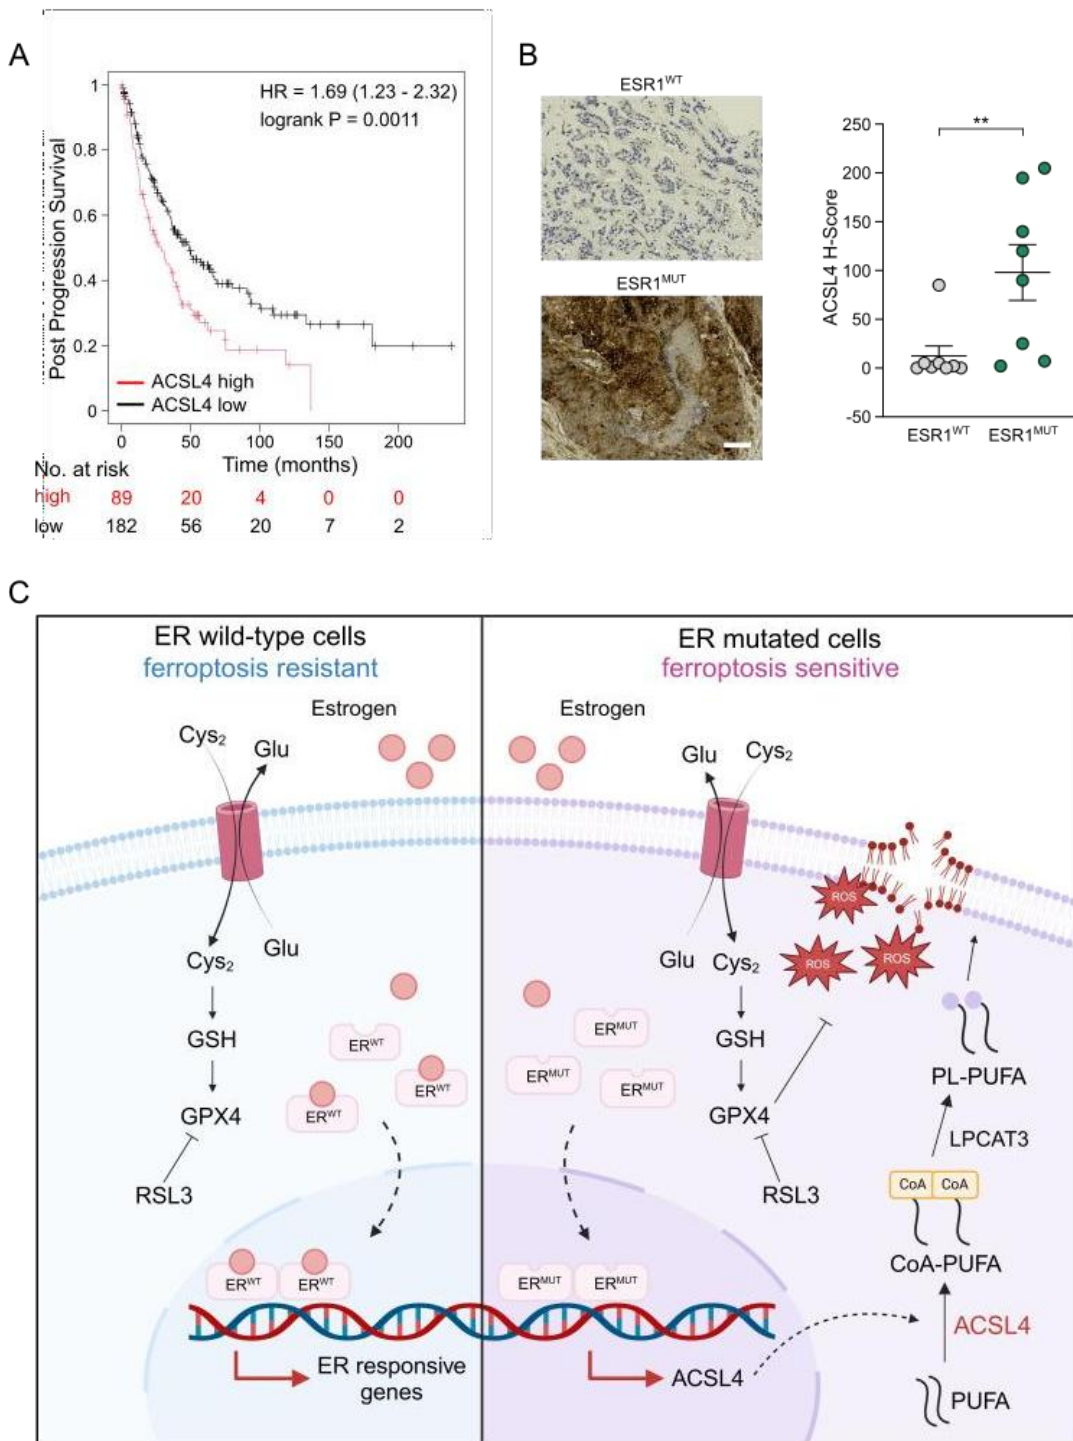 A
HR = 1.69 (1.23 - 2.32)
logrank P = 0.0011
Post Progression Survival
1
0.8
0.6
0.4
0.2
0
ACSL4 high
ACSL4 low
0 50 100 150 200
Time (months)
No. at risk
high 89 20 4 0 0
low 182 56 20 7 2
B
ESR1WT
ESR1MUT
**
ACSL4 H-Score
250
200
150
100
50
0
-50
ESR1WT ESR1MUT
C
ER wild-type cells
ferroptosis resistant
Estrogen
Cys2
Glu
Glu
Cys2
GSH
GPX4
RSL3
ERWT
ERWT
ERWT
ERWT ERWT
ER responsive
genes
ER mutated cells
ferroptosis sensitive
Estrogen
Glu Cys2
ROS
ROS
ROS
Glu Cys2
GSH
GPX4
RSL3
ERMUT
ERMUT
ERMUT
ERMUT ERMUT
ACSL4
PL-PUFA
LPCAT3
CoA CoA
CoA-PUFA
ACSL4
PUFA